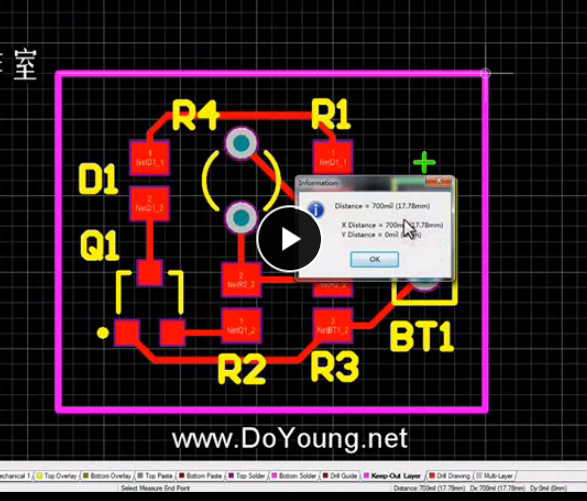 室
R4
R1
NetD1_1
1
NetD1_1
D1
2
NetD1_2
Information
Distance = 700mil (17.78mm)
X Distance = 700mil (17.78mm)
Y Distance = 0mil
OK
Q1
2
NetR2_2
1
NetQ1_2
2
NetBT1_2
BT1
R2
R3
www.DoYoung.net
echanical 1
Top Overlay
Bottom Overlay
Top Paste
Bottom Paste
Top Solder
Bottom Solder
Drill Guide
Keep-Out Layer
Drill Drawing
Multi-Layer
Select Measure End Point
Distance:700mil (17.78mm) Dx:700mil (17.78mm) Dy:0mil (0mm)